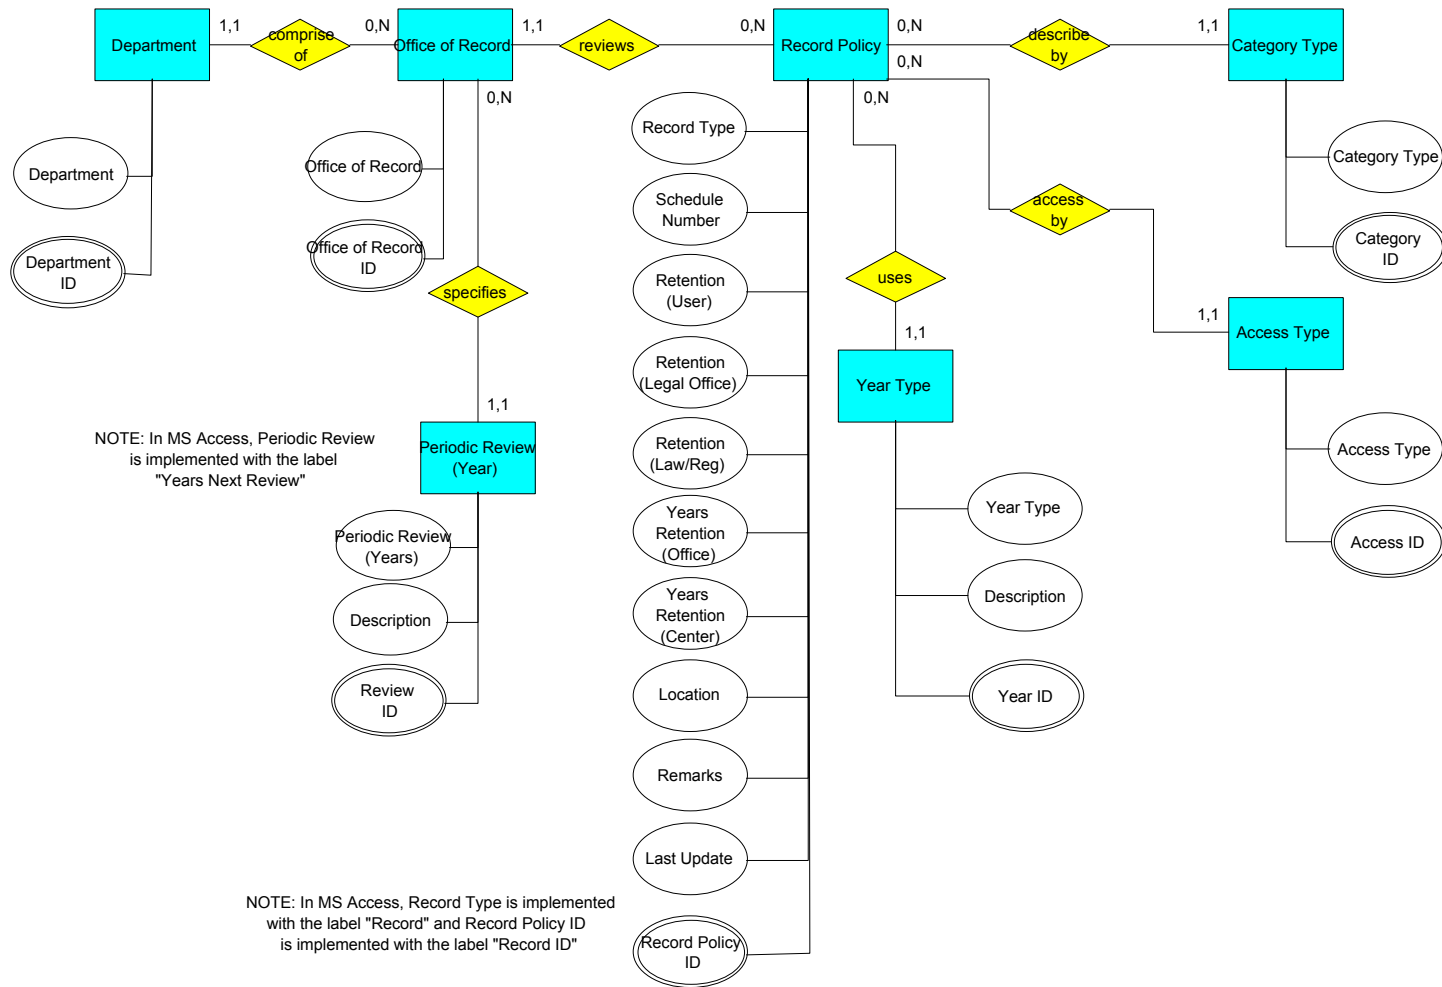 1,1
0,N
1,1
0,N
0,N
1,1
Department
comprise
of
Office of Record
reviews
Record Policy
describe
by
Category Type
0,N
0,N
0,N
Record Type
Category Type
Office of Record
Department
Schedule
Number
access
by
Department
ID
Office of Record
ID
Category
ID
specifies
Retention
(User)
uses
1,1
Access Type
1,1
Retention
(Legal Office)
Year Type
1,1
NOTE: In MS Access, Periodic Review
is implemented with the label
"Years Next Review"
Periodic Review
(Year)
Retention
(Law/Reg)
Access Type
Year Type
Periodic Review
(Years)
Years
Retention
(Office)
Access ID
Description
Description
Years
Retention
(Center)
Review
ID
Location
Year ID
Remarks
Last Update
NOTE: In MS Access, Record Type is implemented
with the label "Record" and Record Policy ID
is implemented with the label "Record ID"
Record Policy
ID